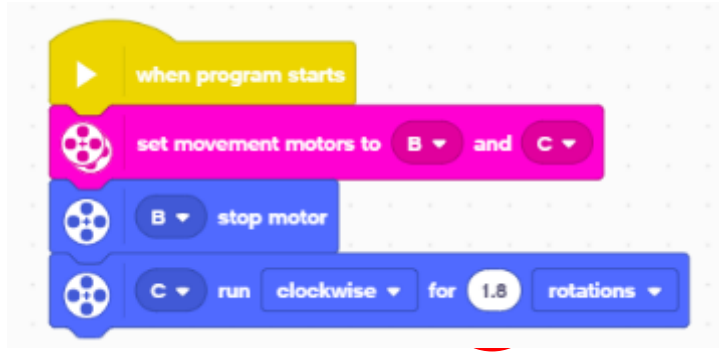 when program starts
set movement motors to B and C
B stop motor
C run clockwise for 1.8 rotations